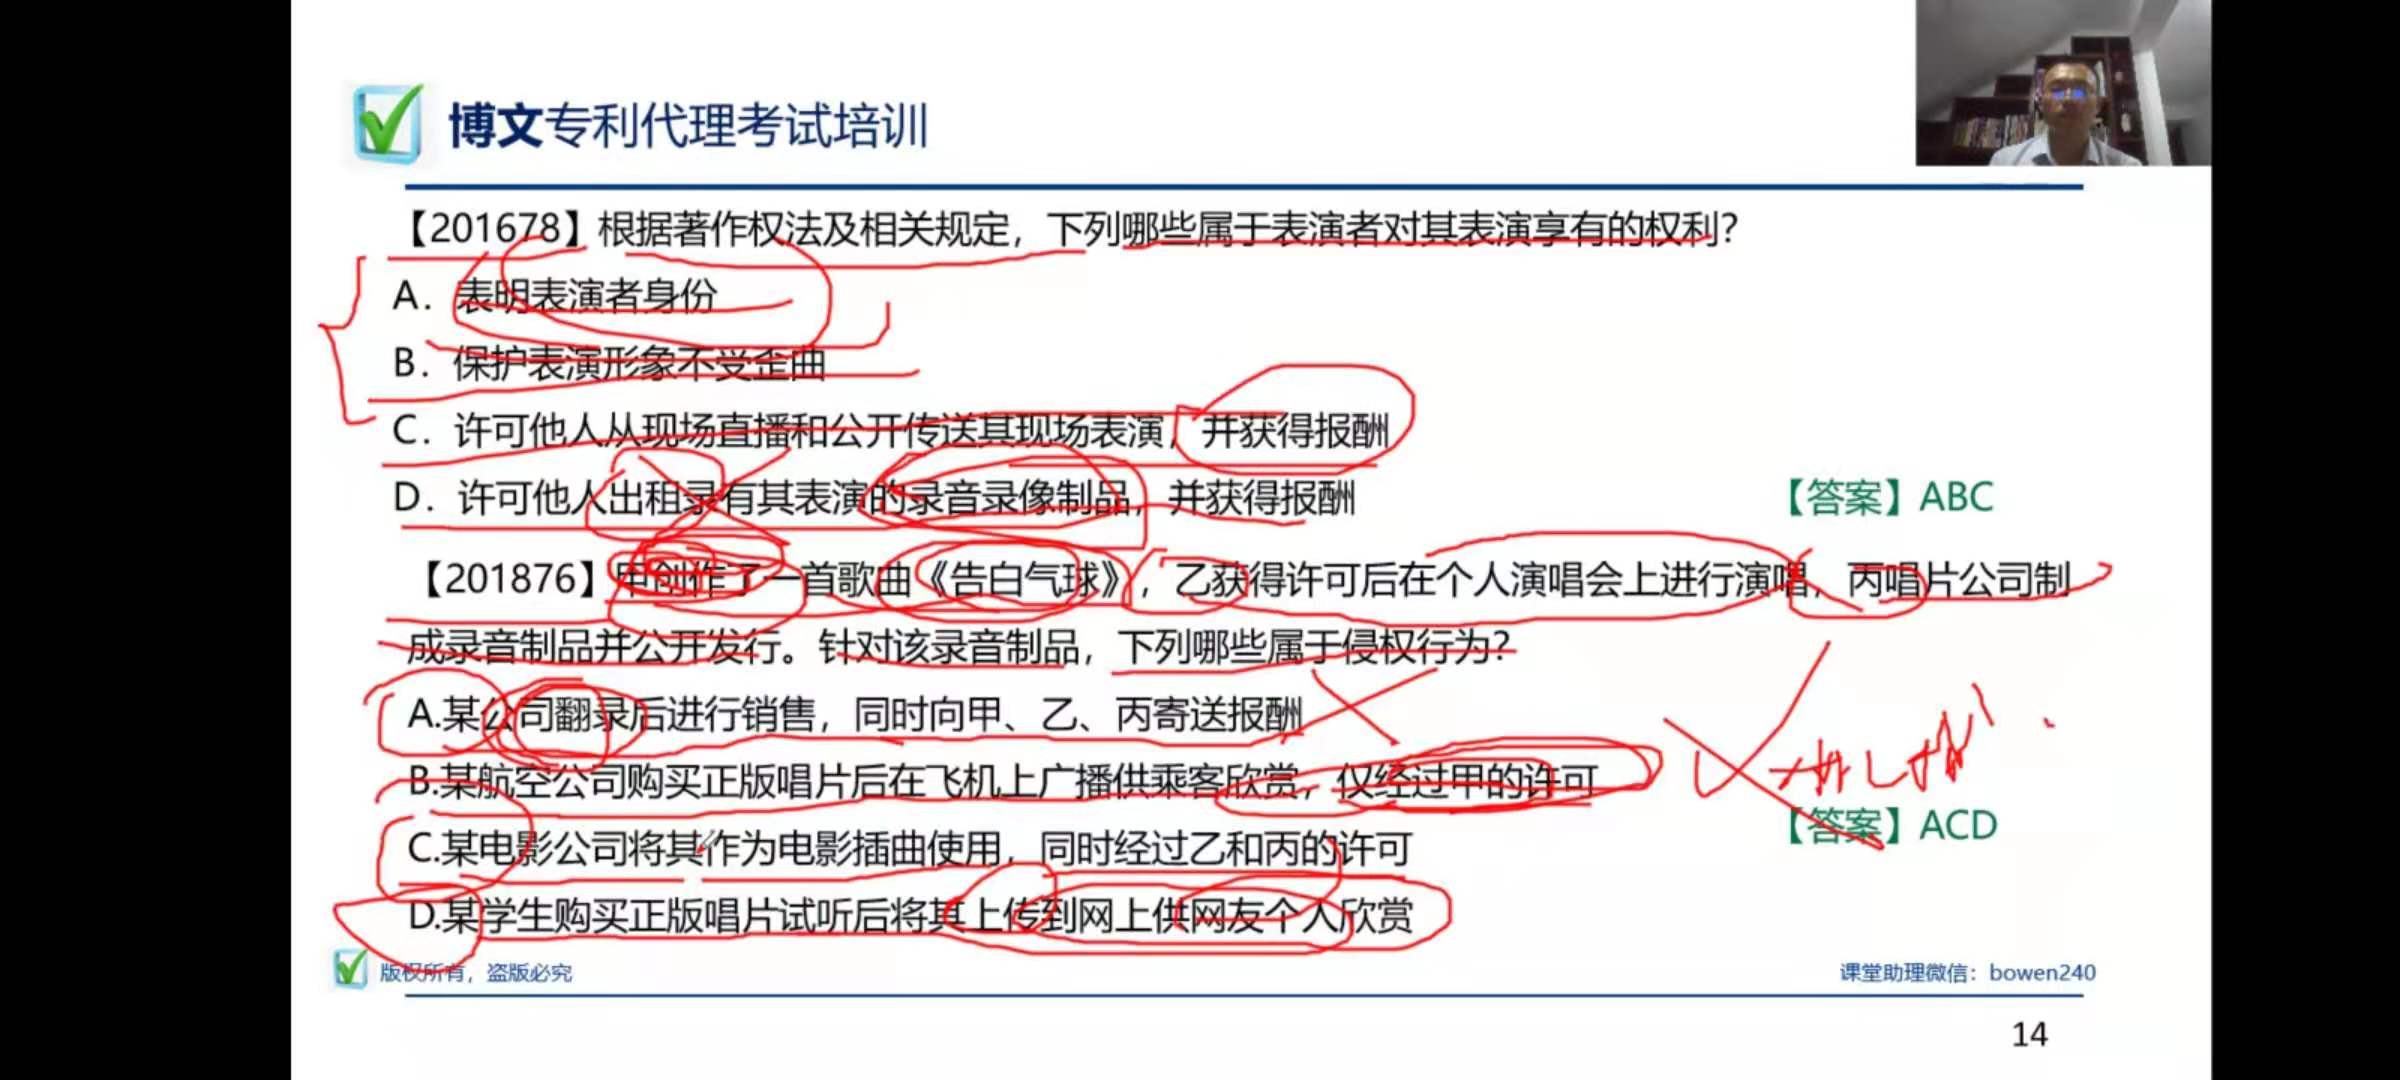 博文专利代理考试培训
【201678】根据著作权法及相关规定，下列哪些属于表演者对其表演享有的权利？
A．表明表演者身份
B．保护表演形象不受歪曲
C．许可他人从现场直播和公开传送其现场表演，并获得报酬
D．许可他人出租录有其表演的录音录像制品，并获得报酬
【答案】ABC
【201876】甲创作了一首歌曲《告白气球》，乙获得许可后在个人演唱会上进行演唱，丙唱片公司制
成录音制品并公开发行。针对该录音制品，下列哪些属于侵权行为？
A.某公司翻录后进行销售，同时向甲、乙、丙寄送报酬
B.某航空公司购买正版唱片后在飞机上广播供乘客欣赏，仅经过甲的许可
【答案】ACD
C.某电影公司将其作为电影插曲使用，同时经过乙和丙的许可
D.某学生购买正版唱片试听后将其上传到网上供网友个人欣赏
版权所有，盗版必究
课堂助理微信：bowen240
14